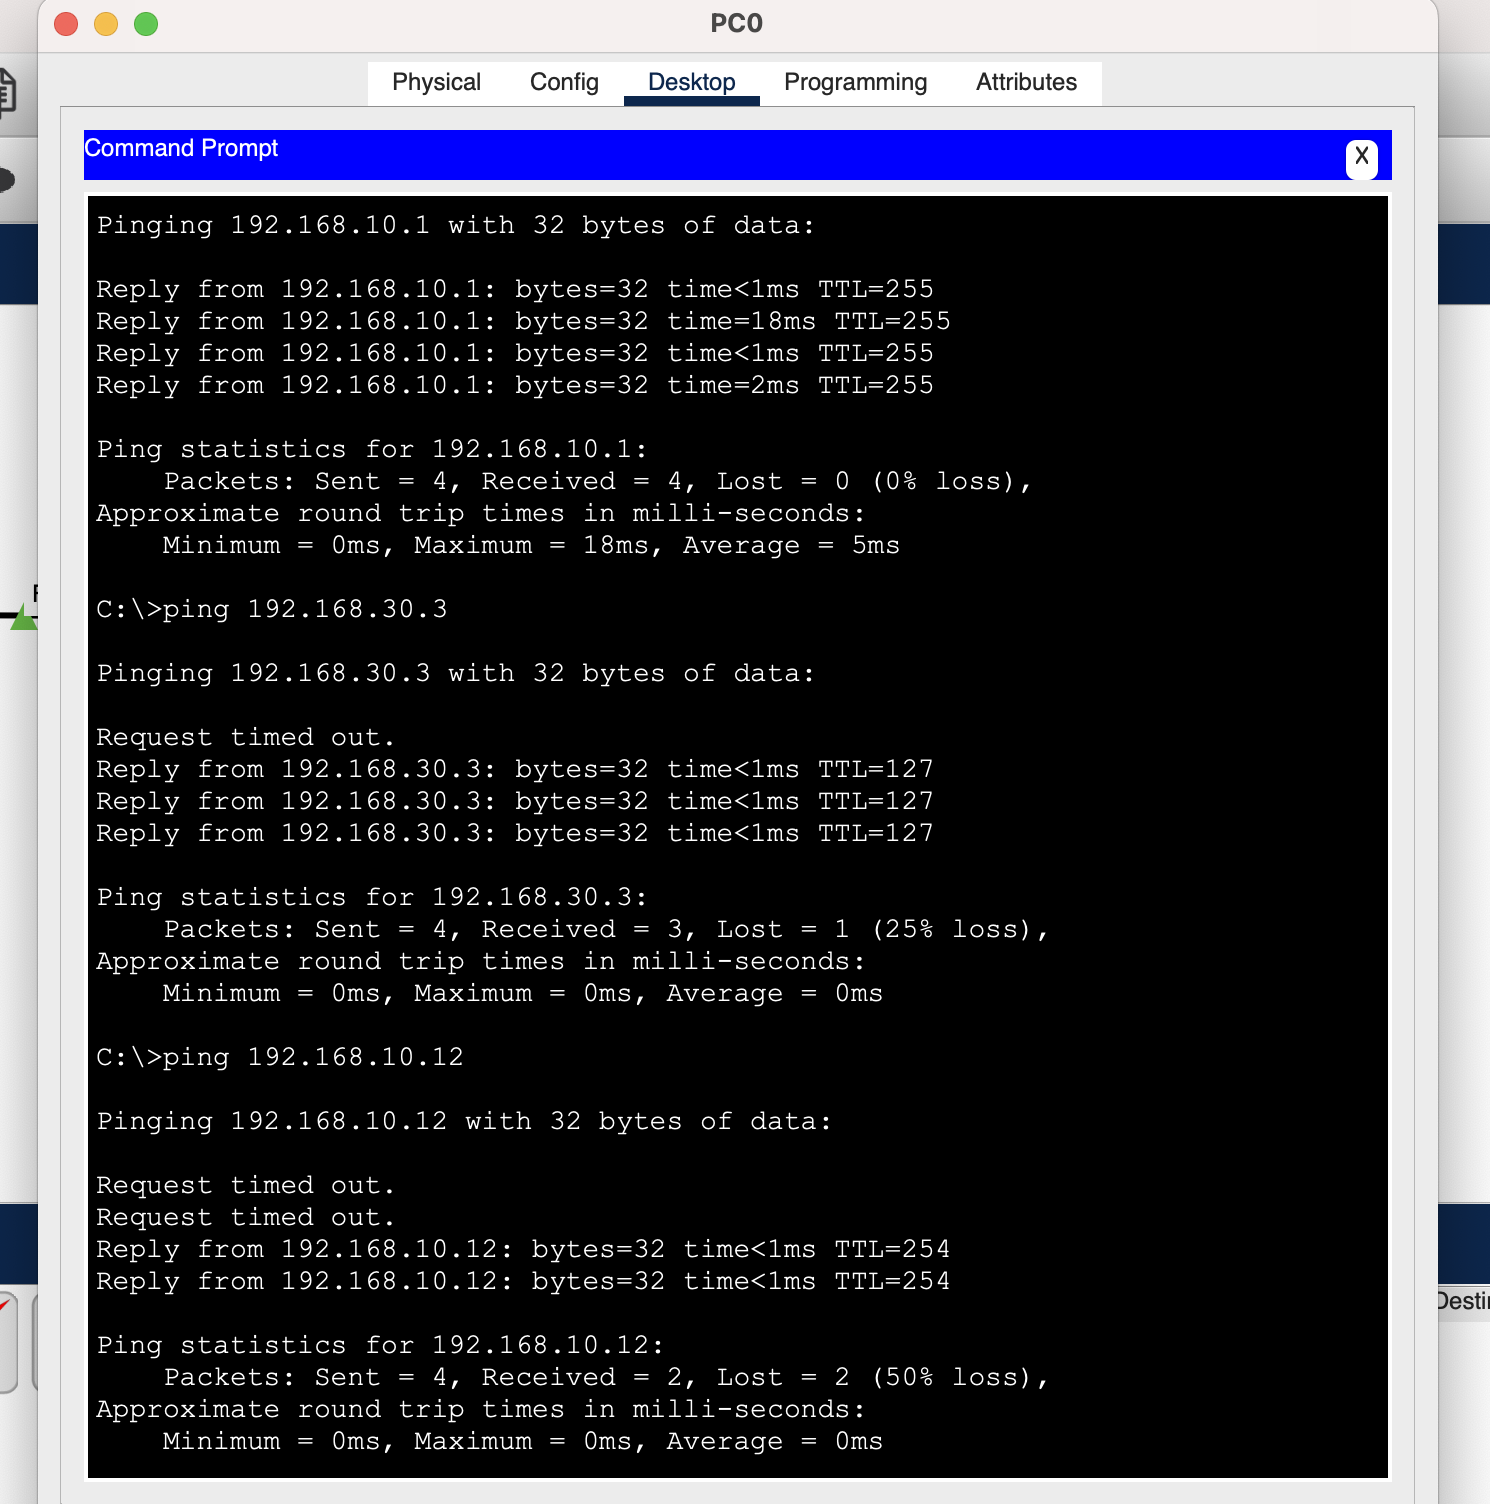 PC0
Physical Config Desktop Programming Attributes
Command Prompt
X
Pinging 192.168.10.1 with 32 bytes of data:
Reply from 192.168.10.1: bytes=32 time<1ms TTL=255
Reply from 192.168.10.1: bytes=32 time=18ms TTL=255
Reply from 192.168.10.1: bytes=32 time<1ms TTL=255
Reply from 192.168.10.1: bytes=32 time=2ms TTL=255
Ping statistics for 192.168.10.1:
Packets: Sent = 4, Received = 4, Lost = 0 (0% loss),
Approximate round trip times in milli-seconds:
Minimum = 0ms, Maximum = 18ms, Average = 5ms
C:\>ping 192.168.30.3
Pinging 192.168.30.3 with 32 bytes of data:
Request timed out.
Reply from 192.168.30.3: bytes=32 time<1ms TTL=127
Reply from 192.168.30.3: bytes=32 time<1ms TTL=127
Reply from 192.168.30.3: bytes=32 time<1ms TTL=127
Ping statistics for 192.168.30.3:
Packets: Sent = 4, Received = 3, Lost = 1 (25% loss),
Approximate round trip times in milli-seconds:
Minimum = 0ms, Maximum = 0ms, Average = 0ms
C:\>ping 192.168.10.12
Pinging 192.168.10.12 with 32 bytes of data:
Request timed out.
Request timed out.
Reply from 192.168.10.12: bytes=32 time<1ms TTL=254
Reply from 192.168.10.12: bytes=32 time<1ms TTL=254
Ping statistics for 192.168.10.12:
Packets: Sent = 4, Received = 2, Lost = 2 (50% loss),
Approximate round trip times in milli-seconds:
Minimum = 0ms, Maximum = 0ms, Average = 0ms